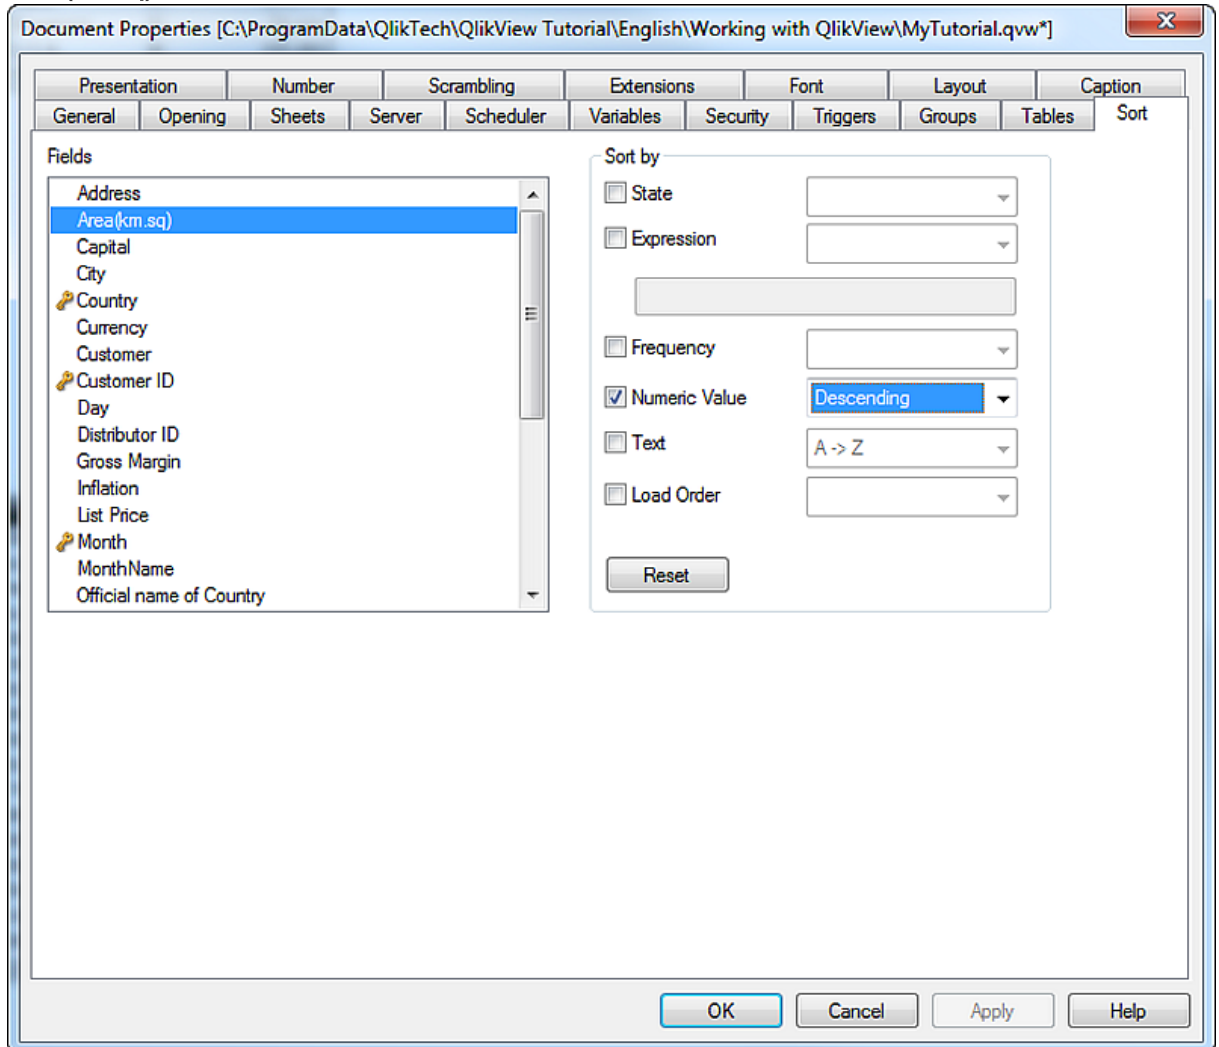 Document Properties [C:\ProgramData\QlikTech\QlikView Tutorial\English\Working with QlikView\MyTutorial.qvw*]
Presentation Number Scrambling Extensions Font Layout Caption
General Opening Sheets Server Scheduler Variables Security Triggers Groups Tables Sort
Fields
Address
Area(km.sq)
Capital
City
Country
Currency
Customer
Customer ID
Day
Distributor ID
Gross Margin
Inflation
List Price
Month
MonthName
Official name of Country
Sort by
State
Expression
Frequency
Numeric Value Descending
Text A -> Z
Load Order
Reset
OK Cancel Apply Help